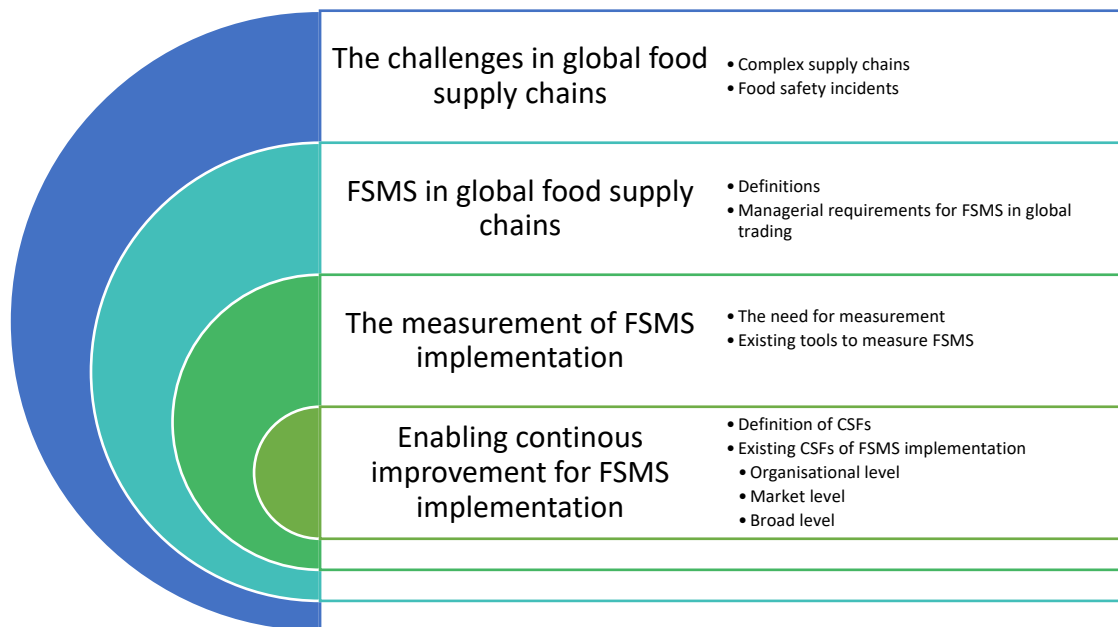 The challenges in global food
supply chains
• Complex supply chains
• Food safety incidents
FSMS in global food supply
chains
• Definitions
• Managerial requirements for FSMS in global
trading
The measurement of FSMS
implementation
• The need for measurement
• Existing tools to measure FSMS
Enabling continous
improvement for FSMS
implementation
• Definition of CSFs
• Existing CSFs of FSMS implementation
• Organisational level
• Market level
• Broad level